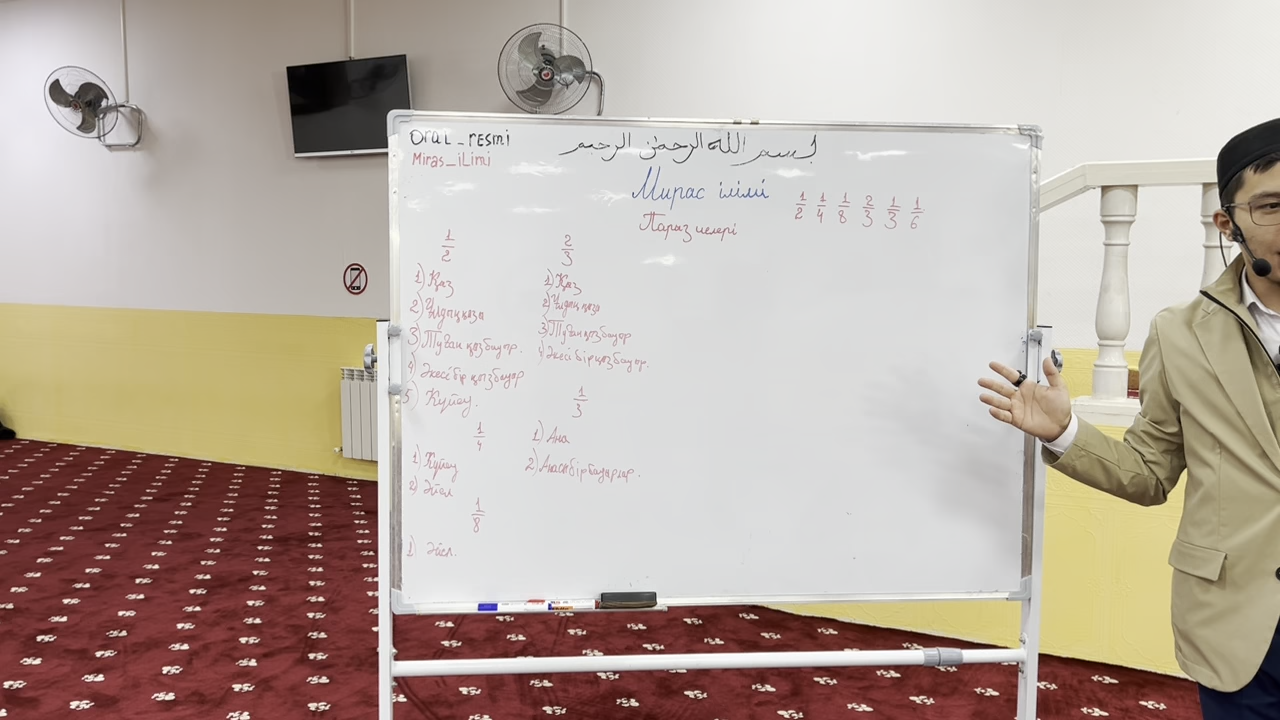 Oral_resmi
Miras_iLimi
بسم الله الرحمن الرحيم
Мирас ілімі
Парыз иелері
1/2 1/4 1/8 2/3 1/3 1/6
1/2
1) Қыз
2) Ұлдың қызы
3) Туған қызбауыр.
4) Әкесі бір қызбауыр
5) Күйеу.
1/4
1) Күйеу
2) Әйел
1/8
1) Әйел.
2/3
1) Қыз
2) Ұлдың қызы
3) Туған қызбауыр
4) Әкесі бір қызбауыр.
1/3
1) Ана
2) Анасы бір бауырлар.